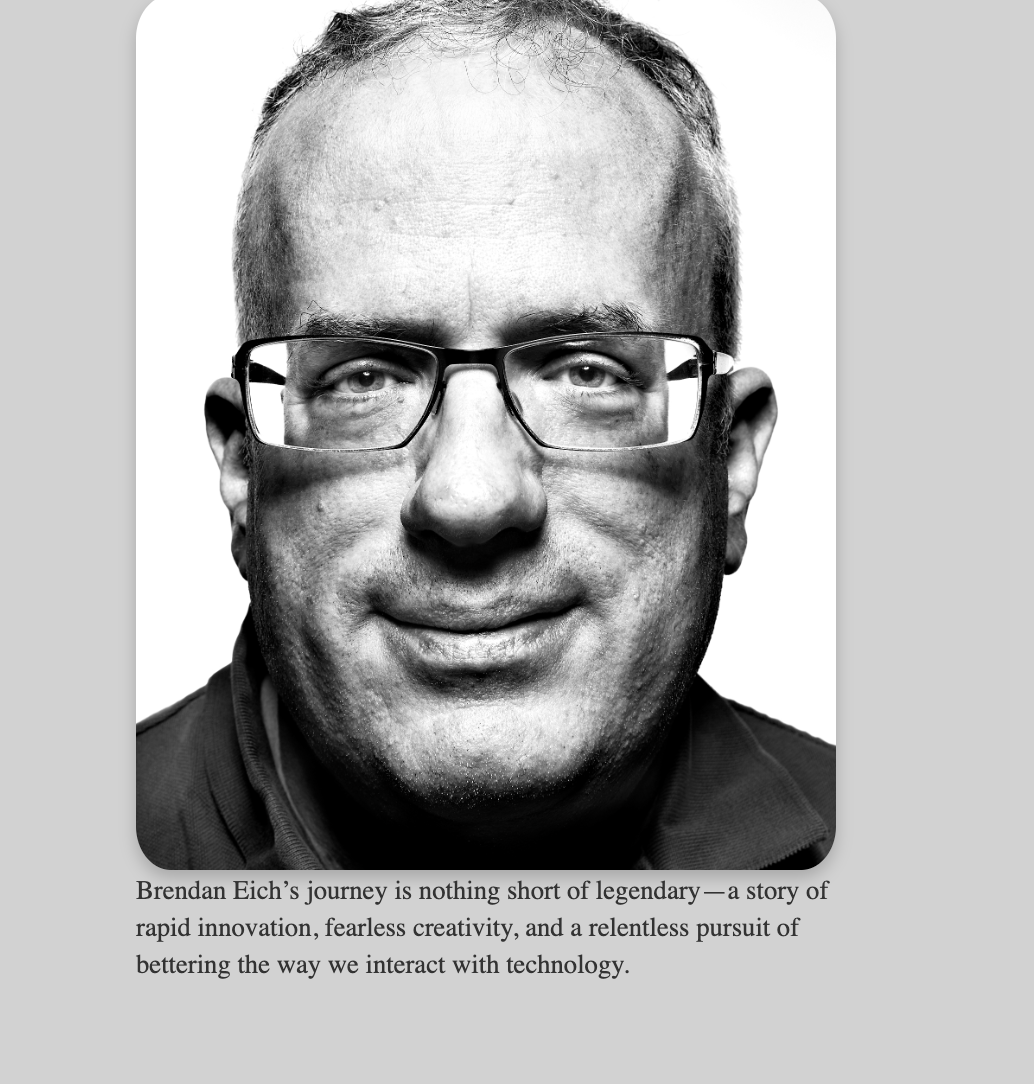 Brendan Eich’s journey is nothing short of legendary—a story of
rapid innovation, fearless creativity, and a relentless pursuit of
bettering the way we interact with technology.